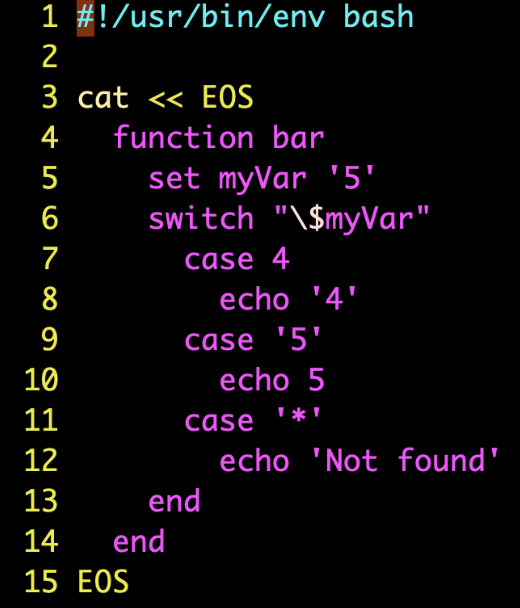 1 #!/usr/bin/env bash
2
3 cat << EOS
4   function bar
5     set myVar '5'
6     switch "\$myVar"
7       case 4
8         echo '4'
9       case '5'
10         echo 5
11       case '*'
12         echo 'Not found'
13     end
14   end
15 EOS